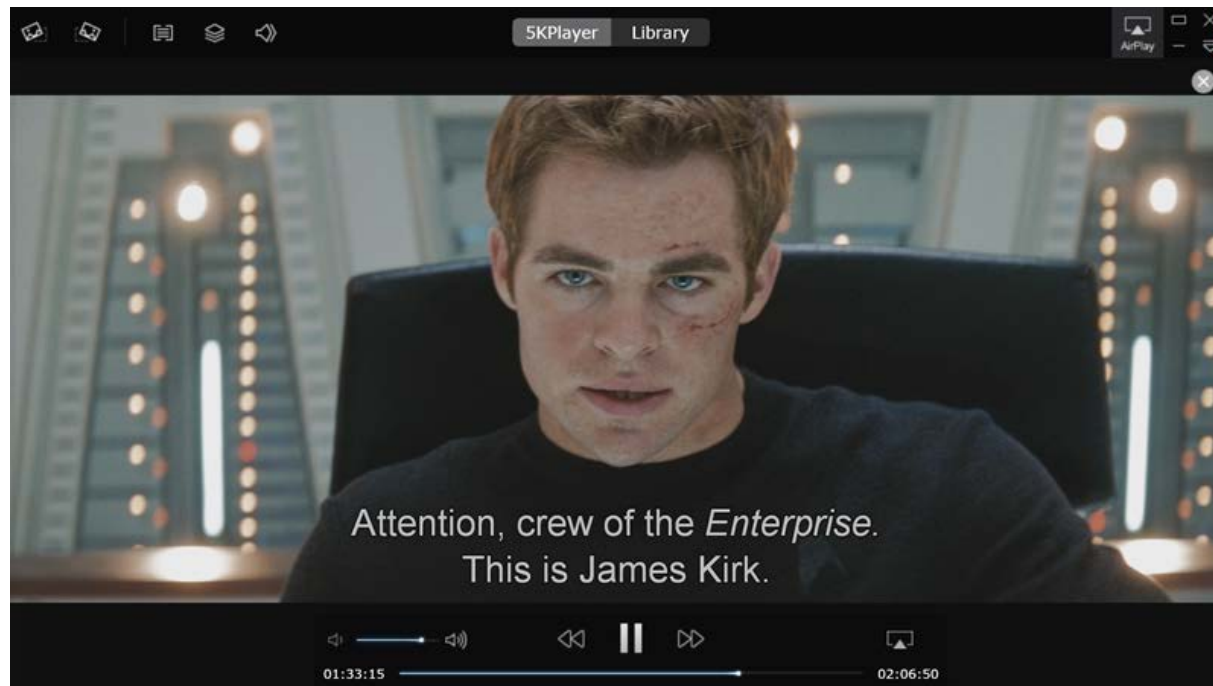 5KPlayer Library
AirPlay
Attention, crew of the Enterprise.
This is James Kirk.
01:33:15 02:06:50